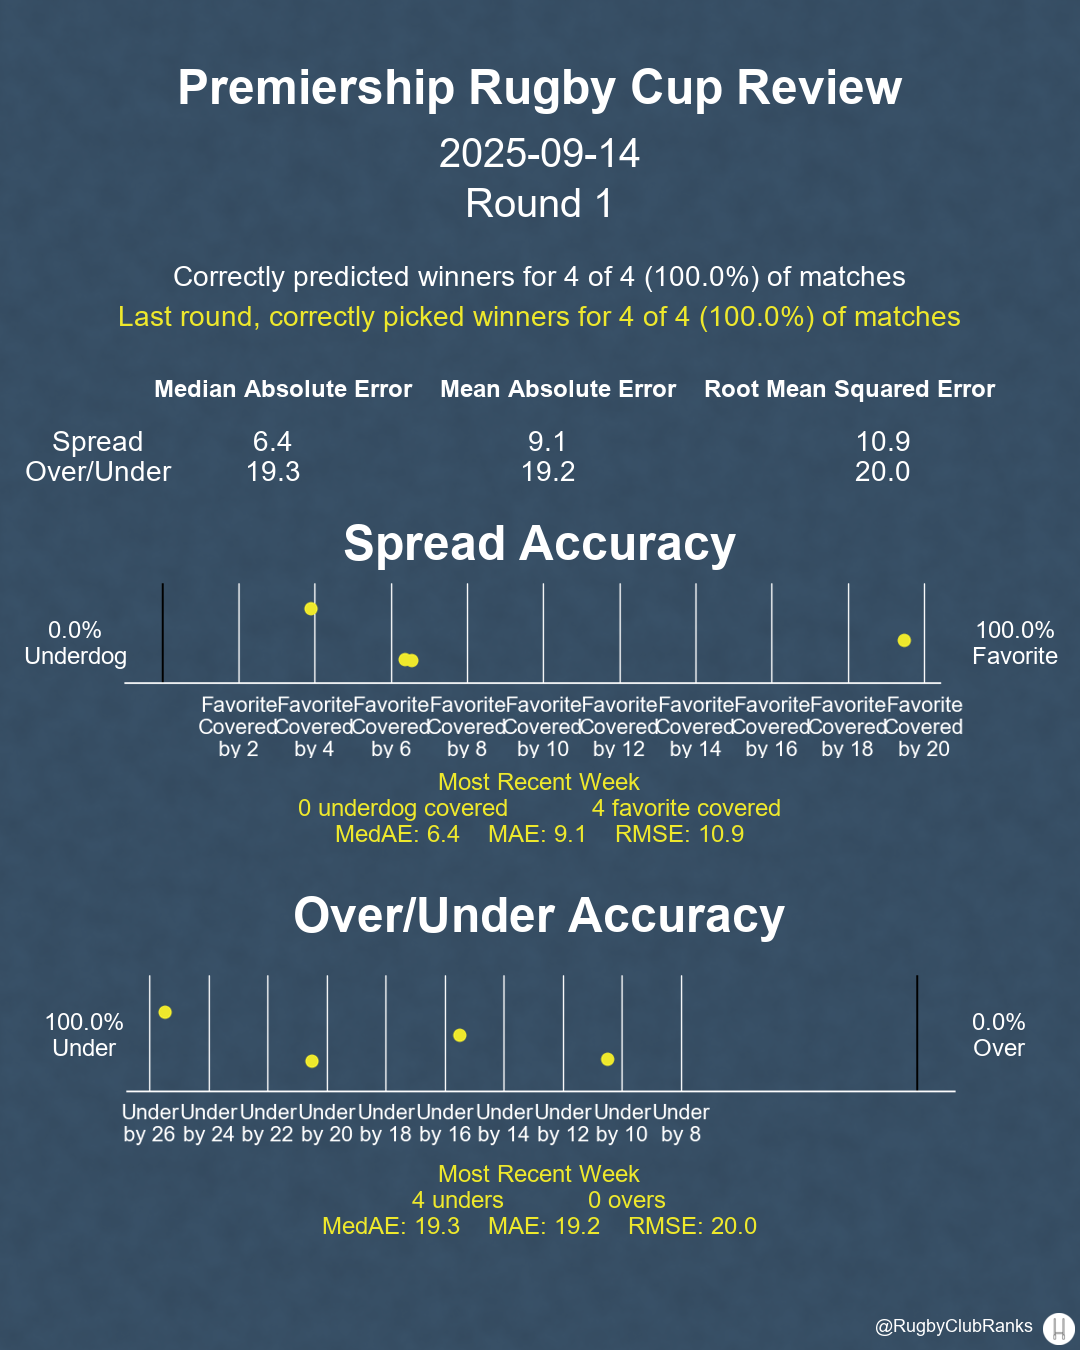 Premiership Rugby Cup Review
2025-09-14
Round 1
Correctly predicted winners for 4 of 4 (100.0%) of matches
Last round, correctly picked winners for 4 of 4 (100.0%) of matches
Median Absolute Error Mean Absolute Error Root Mean Squared Error
Spread 6.4 9.1 10.9
Over/Under 19.3 19.2 20.0
Spread Accuracy
0.0% 100.0%
Underdog Favorite
Favorite Favorite Favorite Favorite Favorite Favorite Favorite Favorite Favorite Favorite
Covered Covered Covered Covered Covered Covered Covered Covered Covered Covered
by 2 by 4 by 6 by 8 by 10 by 12 by 14 by 16 by 18 by 20
Most Recent Week
0 underdog covered 4 favorite covered
MedAE: 6.4 MAE: 9.1 RMSE: 10.9
Over/Under Accuracy
100.0% 0.0%
Under Over
Under Under Under Under Under Under Under Under Under Under
by 26 by 24 by 22 by 20 by 18 by 16 by 14 by 12 by 10 by 8
Most Recent Week
4 unders 0 overs
MedAE: 19.3 MAE: 19.2 RMSE: 20.0
@RugbyClubRanks